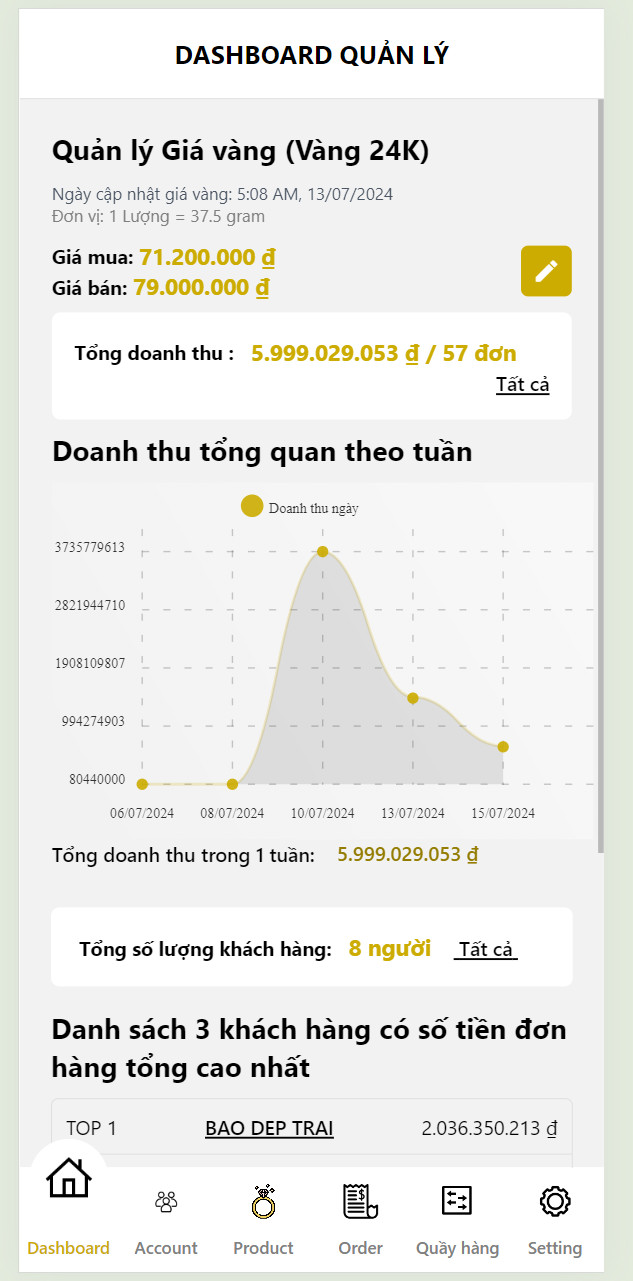 DASHBOARD QUẢN LÝ
Quản lý Giá vàng (Vàng 24K)
Ngày cập nhật giá vàng: 5:08 AM, 13/07/2024
Đơn vị: 1 Lượng = 37.5 gram
Giá mua: 71.200.000 ₫
Giá bán: 79.000.000 ₫
Tổng doanh thu : 5.999.029.053 ₫ / 57 đơn
Tất cả
Doanh thu tổng quan theo tuần
Doanh thu ngày
3735779613
2821944710
1908109807
994274903
80440000
06/07/2024 08/07/2024 10/07/2024 13/07/2024 15/07/2024
Tổng doanh thu trong 1 tuần: 5.999.029.053 ₫
Tổng số lượng khách hàng: 8 người Tất cả
Danh sách 3 khách hàng có số tiền đơn
hàng tổng cao nhất
TOP 1 BAO DEP TRAI 2.036.350.213 ₫
Dashboard Account Product Order Quầy hàng Setting